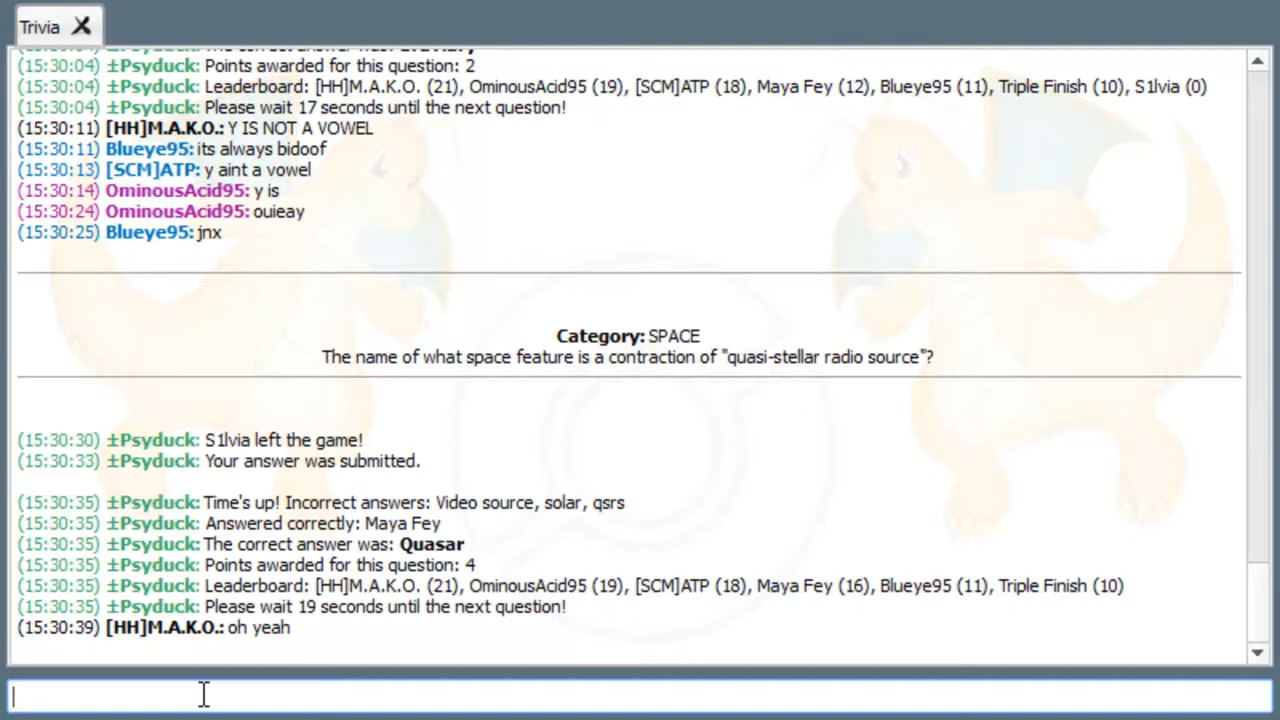 Trivia X
(15:30:04) ±Psyduck: Points awarded for this question: 2
(15:30:04) ±Psyduck: Leaderboard: [HH]M.A.K.O. (21), OminousAcid95 (19), [SCM]ATP (18), Maya Fey (12), Blueye95 (11), Triple Finish (10), S1lvia (0)
(15:30:04) ±Psyduck: Please wait 17 seconds until the next question!
(15:30:11) [HH]M.A.K.O.: Y IS NOT A VOWEL
(15:30:11) Blueye95: its always bidoof
(15:30:13) [SCM]ATP: y aint a vowel
(15:30:14) OminousAcid95: y is
(15:30:24) OminousAcid95: ouieay
(15:30:25) Blueye95: jnx
Category: SPACE
The name of what space feature is a contraction of "quasi-stellar radio source"?
(15:30:30) ±Psyduck: S1lvia left the game!
(15:30:33) ±Psyduck: Your answer was submitted.
(15:30:35) ±Psyduck: Time's up! Incorrect answers: Video source, solar, qsrs
(15:30:35) ±Psyduck: Answered correctly: Maya Fey
(15:30:35) ±Psyduck: The correct answer was: Quasar
(15:30:35) ±Psyduck: Points awarded for this question: 4
(15:30:35) ±Psyduck: Leaderboard: [HH]M.A.K.O. (21), OminousAcid95 (19), [SCM]ATP (18), Maya Fey (16), Blueye95 (11), Triple Finish (10)
(15:30:35) ±Psyduck: Please wait 19 seconds until the next question!
(15:30:39) [HH]M.A.K.O.: oh yeah